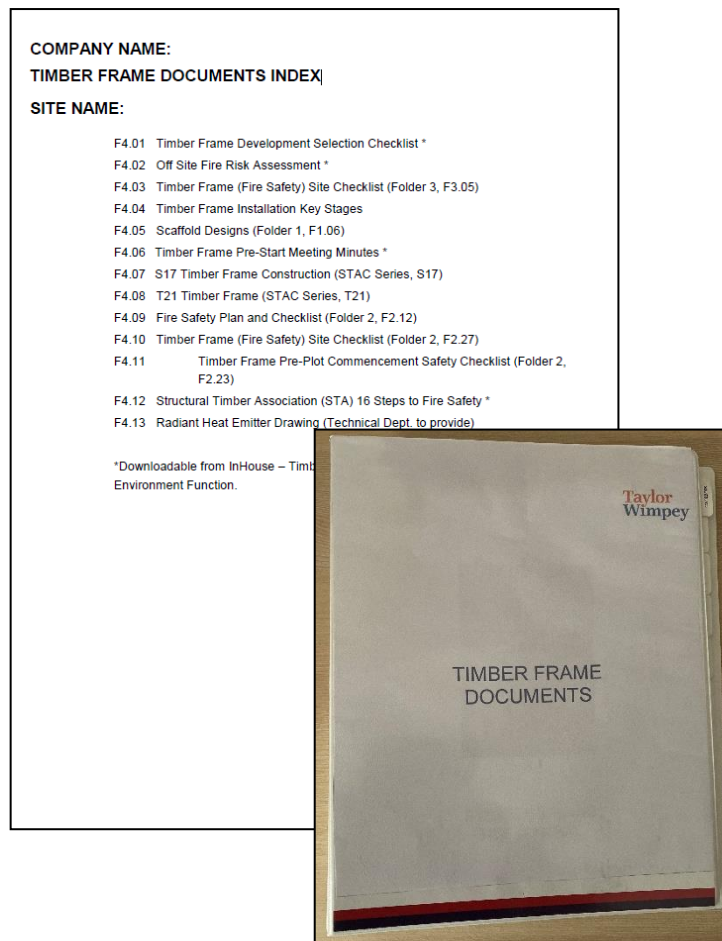 COMPANY NAME:
TIMBER FRAME DOCUMENTS INDEX
SITE NAME:
F4.01 Timber Frame Development Selection Checklist *
F4.02 Off Site Fire Risk Assessment *
F4.03 Timber Frame (Fire Safety) Site Checklist (Folder 3, F3.05)
F4.04 Timber Frame Installation Key Stages
F4.05 Scaffold Designs (Folder 1, F1.06)
F4.06 Timber Frame Pre-Start Meeting Minutes *
F4.07 S17 Timber Frame Construction (STAC Series, S17)
F4.08 T21 Timber Frame (STAC Series, T21)
F4.09 Fire Safety Plan and Checklist (Folder 2, F2.12)
F4.10 Timber Frame (Fire Safety) Site Checklist (Folder 2, F2.27)
F4.11 Timber Frame Pre-Plot Commencement Safety Checklist (Folder 2,
F2.23)
F4.12 Structural Timber Association (STA) 16 Steps to Fire Safety *
F4.13 Radiant Heat Emitter Drawing (Technical Dept. to provide)
*Downloadable from InHouse – Timb
Environment Function.
Taylor
Wimpey
TIMBER FRAME
DOCUMENTS